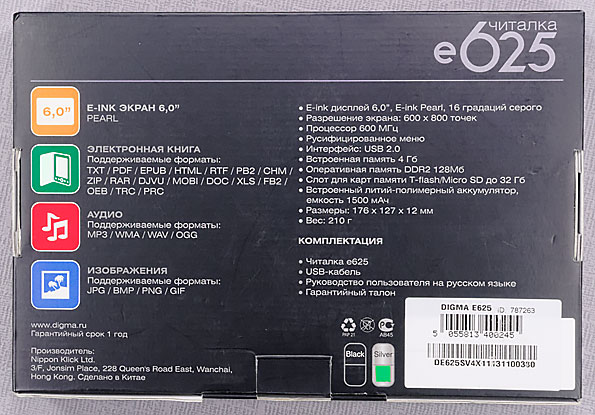 читалка
e625
6,0"
E-INK ЭКРАН 6,0"
PEARL
ЭЛЕКТРОННАЯ КНИГА
Поддерживаемые форматы:
TXT / PDF / EPUB / HTML / RTF / PB2 / CHM /
ZIP / RAR / DJVU / MOBI / DOC / XLS / FB2 /
OEB / TRC / PRC
АУДИО
Поддерживаемые форматы:
MP3 / WMA / WAV / OGG
ИЗОБРАЖЕНИЯ
Поддерживаемые форматы:
JPG / BMP / PNG / GIF
www.digma.ru
Гарантийный срок 1 год
Производитель:
Nippon Klick Ltd.
3/F, Jonsim Place, 228 Queen's Road East, Wanchai,
Hong Kong. Сделано в Китае
• E-ink дисплей 6,0", E-ink Pearl, 16 градаций серого
• Разрешение экрана: 600 x 800 точек
• Процессор 600 МГц
• Русифицированное меню
• Интерфейс: USB 2.0
• Встроенная память 4 Гб
• Оперативная память DDR2 128Мб
• Слот для карт памяти T-flash/Micro SD до 32 Гб
• Встроенный литий-полимерный аккумулятор,
емкость 1500 мАч
• Размеры: 176 x 127 x 12 мм
• Вес: 210 г
КОМПЛЕКТАЦИЯ
• Читалка e625
• USB-кабель
• Руководство пользователя на русском языке
• Гарантийный талон
PAP 21
АВ45
Black
Silver
DIGMA E625 ID: 787263
5 055813 400245